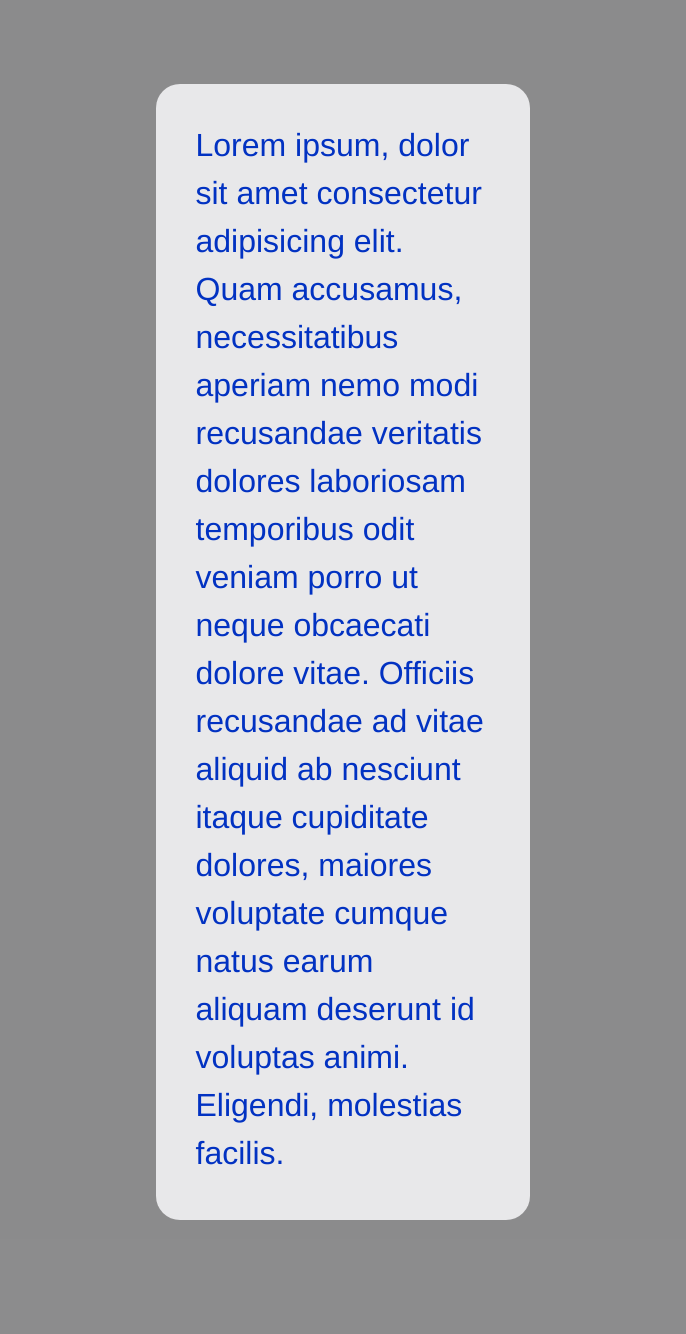 Lorem ipsum, dolor
sit amet consectetur
adipisicing elit.
Quam accusamus,
necessitatibus
aperiam nemo modi
recusandae veritatis
dolores laboriosam
temporibus odit
veniam porro ut
neque obcaecati
dolore vitae. Officiis
recusandae ad vitae
aliquid ab nesciunt
itaque cupiditate
dolores, maiores
voluptate cumque
natus earum
aliquam deserunt id
voluptas animi.
Eligendi, molestias
facilis.